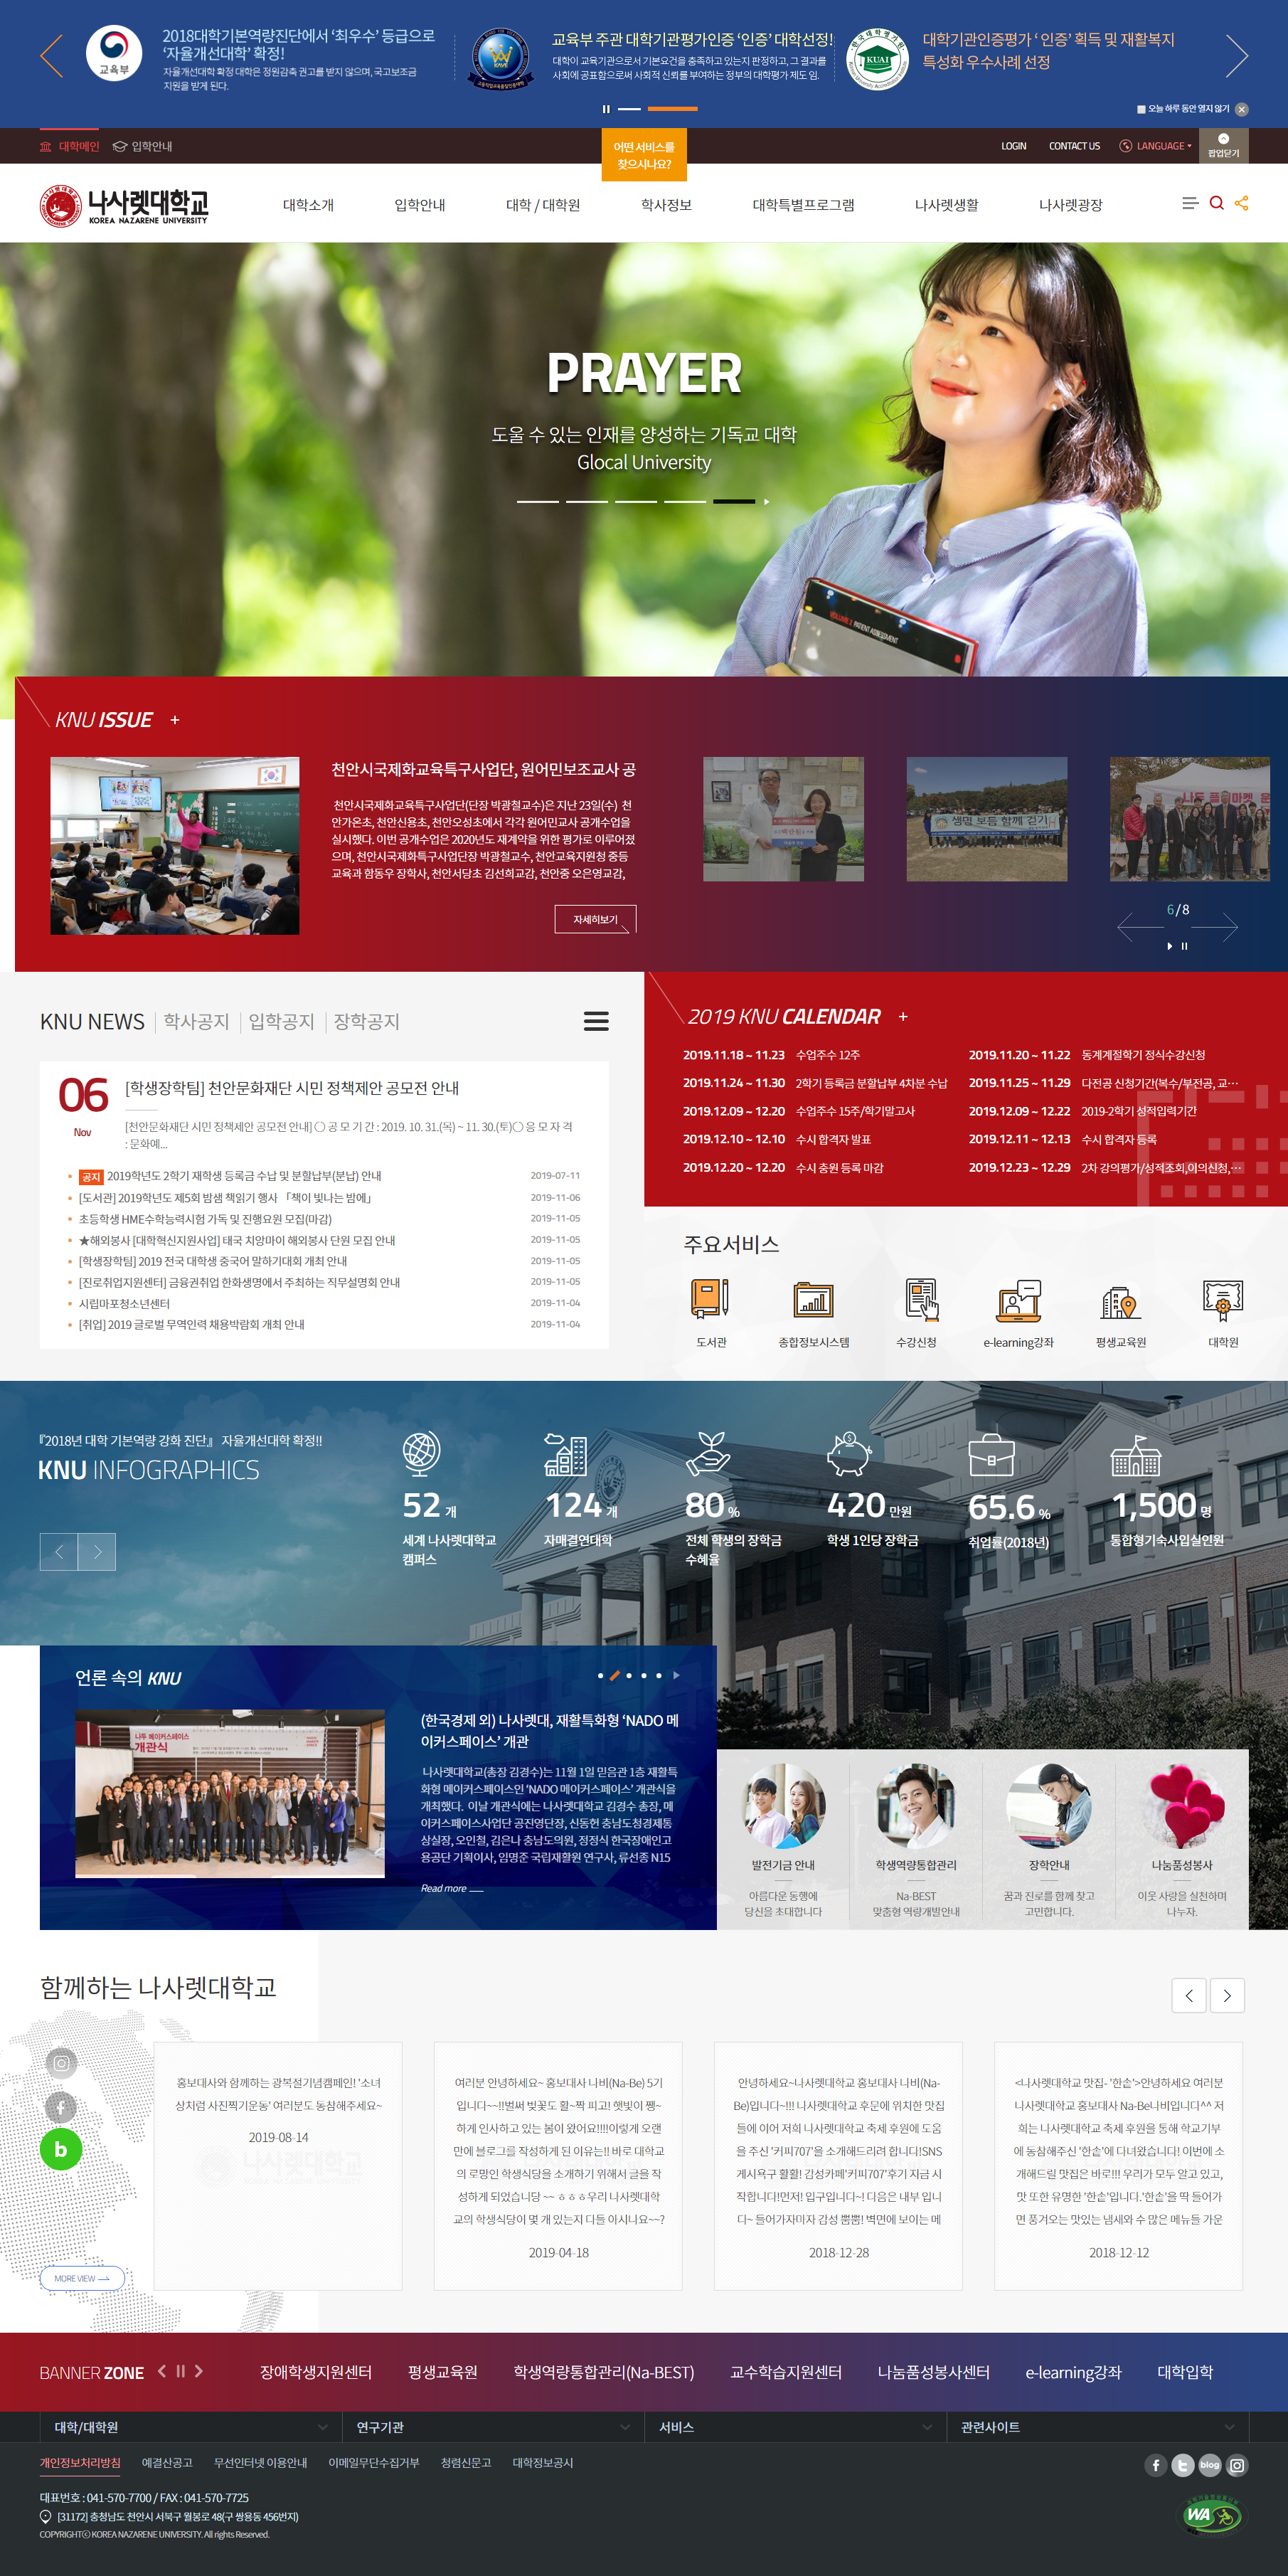 2018대학기본역량진단에서 ‘최우수’ 등급으로
‘자율개선대학’ 확정!
자율개선대학 확정 대학은 정원감축 권고를 받지 않으며, 국고보조금
지원을 받게 된다.
교육부
교육부 주관 대학기관평가인증 ‘인증’ 대학선정!
대학이 교육기관으로서 기본요건을 충족하고 있는지 판정하고, 그 결과를
사회에 공표함으로써 사회적 신뢰를 부여하는 정부의 대학평가 제도 임.
KUAI
대학기관인증평가 ‘ 인증’ 획득 및 재활복지
특성화 우수사례 선정
오늘 하루 동안 열지 않기
대학메인
입학안내
어떤 서비스를
찾으시나요?
LOGIN
CONTACT US
LANGUAGE
팝업닫기
나사렛대학교
KOREA NAZARENE UNIVERSITY
대학소개
입학안내
대학 / 대학원
학사정보
대학특별프로그램
나사렛생활
나사렛광장
PRAYER
도울 수 있는 인재를 양성하는 기독교 대학
Glocal University
VOLUME 2 PATIENT ASSESSMENT
KNU ISSUE +
천안시국제화교육특구사업단, 원어민보조교사 공
천안시국제화교육특구사업단(단장 박광철교수)은 지난 23일(수) 천
안가온초, 천안신용초, 천안오성초에서 각각 원어민교사 공개수업을
실시했다. 이번 공개수업은 2020년도 재계약을 위한 평가로 이루어졌
으며, 천안시국제화특구사업단장 박광철교수, 천안교육지원청 중등
교육과 함동우 장학사, 천안서당초 김선희교감, 천안중 오은영교감,
자세히보기
생명 보듬 함께 걷기
6/8
KNU NEWS
학사공지
입학공지
장학공지
06
Nov
[학생장학팀] 천안문화재단 시민 정책제안 공모전 안내
[천안문화재단 시민 정책제안 공모전 안내] ○ 공 모 기 간 : 2019. 10. 31.(목) ~ 11. 30.(토)○ 응 모 자 격
: 문화예...
공지 2019학년도 2학기 재학생 등록금 수납 및 분할납부(분납) 안내 2019-07-11
[도서관] 2019학년도 제5회 밤샘 책읽기 행사 「책이 빛나는 밤에」 2019-11-06
초등학생 HME수학능력시험 가독 및 진행요원 모집(마감) 2019-11-05
★해외봉사 [대학혁신지원사업] 태국 치앙마이 해외봉사 단원 모집 안내 2019-11-05
[학생장학팀] 2019 전국 대학생 중국어 말하기대회 개최 안내 2019-11-05
[진로취업지원센터] 금융권취업 한화생명에서 주최하는 직무설명회 안내 2019-11-05
시립마포청소년센터 2019-11-04
[취업] 2019 글로벌 무역인력 채용박람회 개최 안내 2019-11-04
2019 KNU CALENDAR +
2019.11.18 ~ 11.23 수업주수 12주
2019.11.20 ~ 11.22 동계계절학기 정식수강신청
2019.11.24 ~ 11.30 2학기 등록금 분할납부 4차분 수납
2019.11.25 ~ 11.29 다전공 신청기간(복수/부전공, 교…
2019.12.09 ~ 12.20 수업주수 15주/학기말고사
2019.12.09 ~ 12.22 2019-2학기 성적입력기간
2019.12.10 ~ 12.10 수시 합격자 발표
2019.12.11 ~ 12.13 수시 합격자 등록
2019.12.20 ~ 12.20 수시 충원 등록 마감
2019.12.23 ~ 12.29 2차 강의평가/성적조회,이의신청,…
주요서비스
도서관
종합정보시스템
수강신청
e-learning강좌
평생교육원
대학원
『2018년 대학 기본역량 강화 진단』 자율개선대학 확정!!
KNU INFOGRAPHICS
52 개
세계 나사렛대학교
캠퍼스
124 개
자매결연대학
80 %
전체 학생의 장학금
수혜율
420 만원
학생 1인당 장학금
65.6 %
취업률(2018년)
1,500 명
통합형기숙사입실인원
언론 속의 KNU
나투 메이커스페이스
개관식
(한국경제 외) 나사렛대, 재활특화형 ‘NADO 메
이커스페이스’ 개관
나사렛대학교(총장 김경수)는 11월 1일 믿음관 1층 재활특
화형 메이커스페이스인 ‘NADO 메이커스페이스’ 개관식을
개최했다. 이날 개관식에는 나사렛대학교 김경수 총장, 메
이커스페이스사업단 공진영단장, 신동헌 충남도청경제통
상실장, 오인철, 김은나 충남도의원, 정정식 한국장애인고
용공단 기획이사, 임명준 국립재활원 연구사, 류선종 N15
Read more
발전기금 안내
아름다운 동행에
당신을 초대합니다
학생역량통합관리
Na-BEST
맞춤형 역량개발안내
장학안내
꿈과 진로를 함께 찾고
고민합니다.
나눔품성봉사
이웃 사랑을 실천하며
나누자.
함께하는 나사렛대학교
홍보대사와 함께하는 광복절기념캠페인! '소녀
상처럼 사진찍기운동' 여러분도 동참해주세요~
2019-08-14
여러분 안녕하세요~ 홍보대사 나비(Na-Be) 5기
입니다~~!!벌써 벚꽃도 활~짝 피고! 햇빛이 쨍~
하게 인사하고 있는 봄이 왔어요!!!!이렇게 오랜
만에 블로그를 작성하게 된 이유는!! 바로 대학교
의 로망인 학생식당을 소개하기 위해서 글을 작
성하게 되었습니당 ~~ ㅎㅎㅎ우리 나사렛대학
교의 학생식당이 몇 개 있는지 다들 아시나요~~?
2019-04-18
안녕하세요~나사렛대학교 홍보대사 나비(Na-
Be)입니다~!!! 나사렛대학교 후문에 위치한 맛집
들에 이어 저희 나사렛대학교 축제 후원에 도움
을 주신 '커피707'을 소개해드리려 합니다!SNS
게시욕구 활활! 감성카페'커피707'후기 지금 시
작합니다!먼저! 입구입니다~! 다음은 내부 입니
다~ 들어가자마자 감성 뿜뿜! 벽면에 보이는 메
2018-12-28
<나사렛대학교 맛집- '한솥'>안녕하세요 여러분
나사렛대학교 홍보대사 Na-Be나비입니다^^ 저
희는 나사렛대학교 축제 후원을 통해 학교기부
에 동참해주신 '한솥'에 다녀왔습니다! 이번에 소
개해드릴 맛집은 바로!!! 우리가 모두 알고 있고,
맛 또한 유명한 '한솥'입니다.'한솥'을 딱 들어가
면 풍겨오는 맛있는 냄새와 수 많은 메뉴들 가운
2018-12-12
MORE VIEW
BANNER ZONE
장애학생지원센터
평생교육원
학생역량통합관리(Na-BEST)
교수학습지원센터
나눔품성봉사센터
e-learning강좌
대학입학
대학/대학원
연구기관
서비스
관련사이트
개인정보처리방침
예결산공고
무선인터넷 이용안내
이메일무단수집거부
청렴신문고
대학정보공시
blog
대표번호 : 041-570-7700 / FAX : 041-570-7725
[31172] 충청남도 천안시 서북구 월봉로 48(구 쌍용동 456번지)
COPYRIGHTⓒ KOREA NAZARENE UNIVERSITY. All rights Reserved.
WA